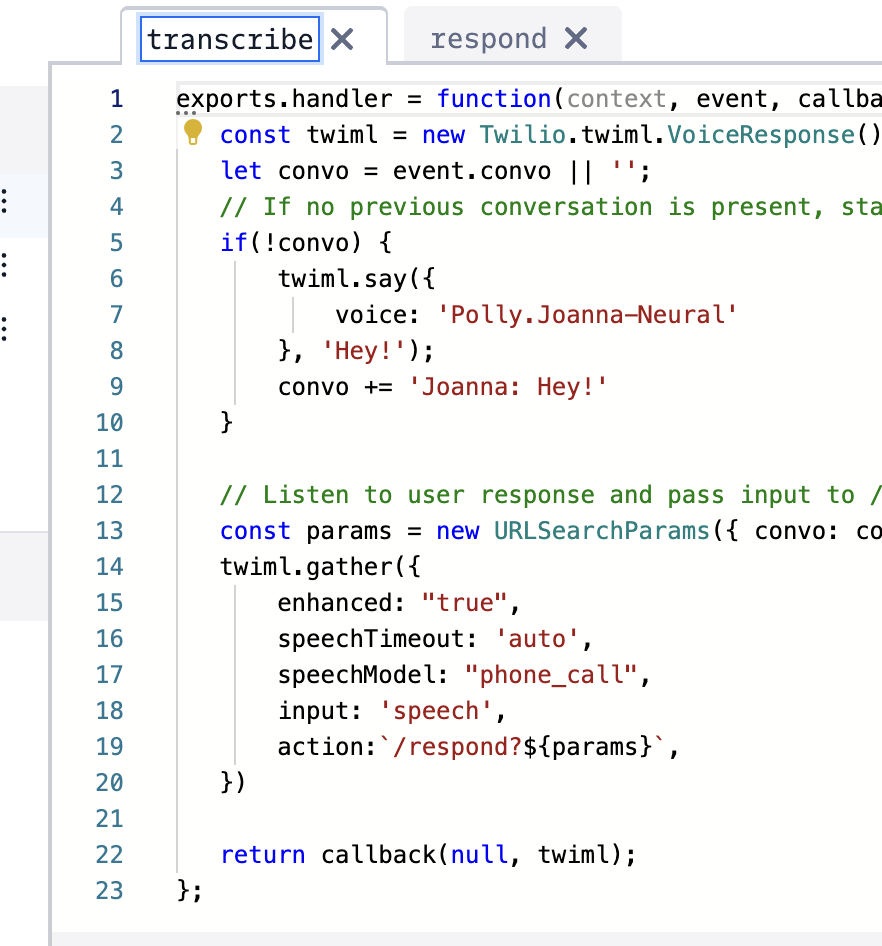 transcribe
respond
1 exports.handler = function(context, event, callba
2 const twiml = new Twilio.twiml.VoiceResponse()
3 let convo = event.convo || '';
4 // If no previous conversation is present, sta
5 if(!convo) {
6 twiml.say({
7 voice: 'Polly.Joanna-Neural'
8 }, 'Hey!');
9 convo += 'Joanna: Hey!'
10 }
11
12 // Listen to user response and pass input to /
13 const params = new URLSearchParams({ convo: co
14 twiml.gather({
15 enhanced: "true",
16 speechTimeout: 'auto',
17 speechModel: "phone_call",
18 input: 'speech',
19 action:`/respond?${params}`,
20 })
21
22 return callback(null, twiml);
23 };